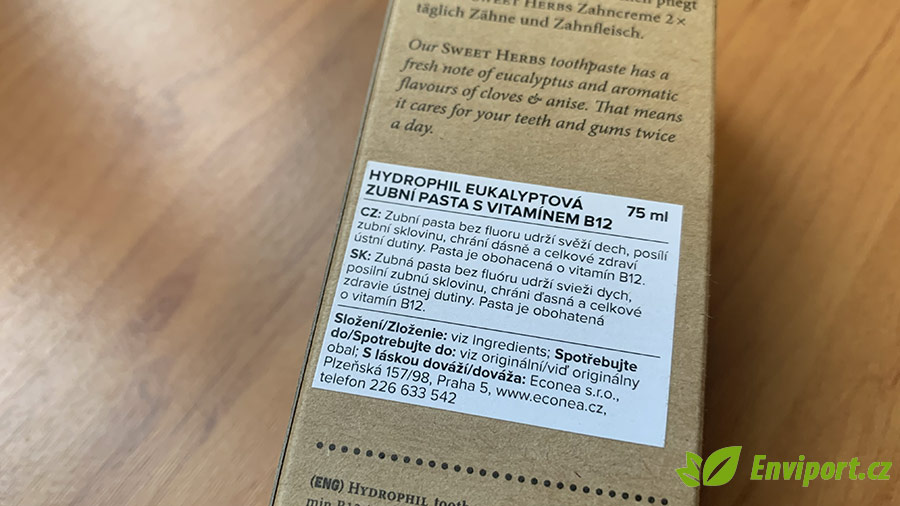 pflegt
SWEET HERBS Zahncreme 2×
täglich Zähne und Zahnfleisch.
Our SWEET HERBS toothpaste has a
fresh note of eucalyptus and aromatic
flavours of cloves & anise. That means
it cares for your teeth and gums twice
a day.
HYDROPHIL EUKALYPTOVÁ
ZUBNÍ PASTA S VITAMÍNEM B12 75 ml
CZ: Zubní pasta bez fluoru udrží svěží dech, posílí
zubní sklovinu, chrání dásně a celkové zdraví
ústní dutiny. Pasta je obohacená o vitamín B12.
SK: Zubná pasta bez fluóru udrží svieži dych,
posilní zubnú sklovinu, chráni ďasná a celkové
zdravie ústnej dutiny. Pasta je obohatená
o vitamín B12.
Složení/Zloženie: viz Ingredients; Spotřebujte
do/Spotrebujte do: viz originální/viď originálny
obal; S láskou dováží/dováža: Econea s.r.o.,
Plzeňská 157/98, Praha 5, www.econea.cz,
telefon 226 633 542
(ENG) HYDROPHIL
Enviport.cz